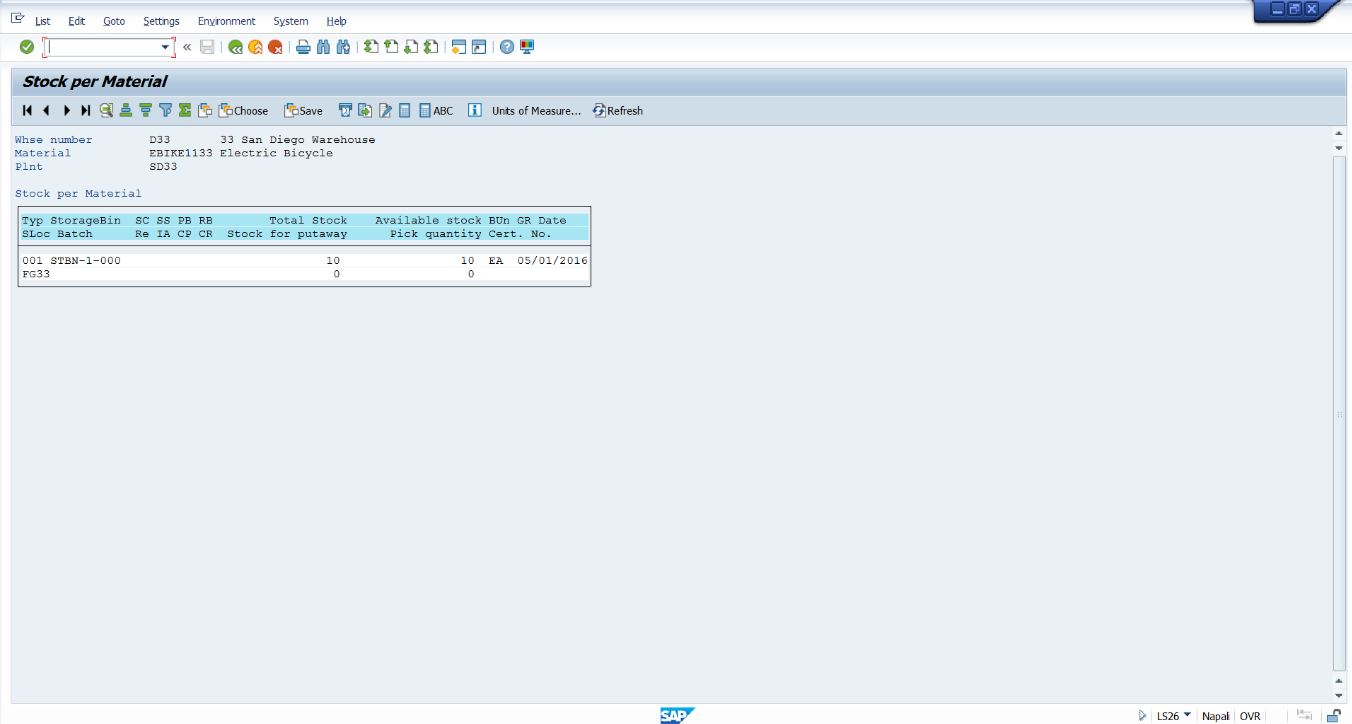 List Edit Goto Settings Environment System Help
Stock per Material
Choose Save ABC Units of Measure... Refresh
Whse number D33 33 San Diego Warehouse
Material EBIKE1133 Electric Bicycle
Plnt SD33
Stock per Material
Typ StorageBin SC SS PB RB Total Stock Available stock BUn GR Date
SLoc Batch Re IA CP CR Stock for putaway Pick quantity Cert. No.
001 STBN-1-000 10 10 EA 05/01/2016
FG33 0 0
SAP LS26 Napali OVR